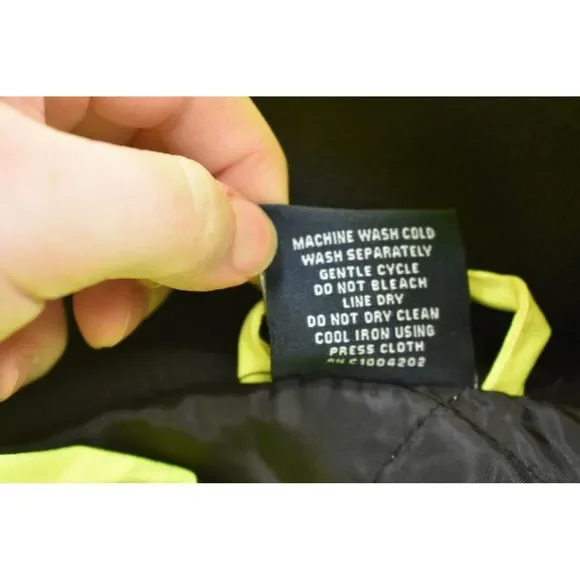 MACHINE WASH COLD
WASH SEPARATELY
GENTLE CYCLE
DO NOT BLEACH
LINE DRY
DO NOT DRY CLEAN
COOL IRON USING
PRESS CLOTH